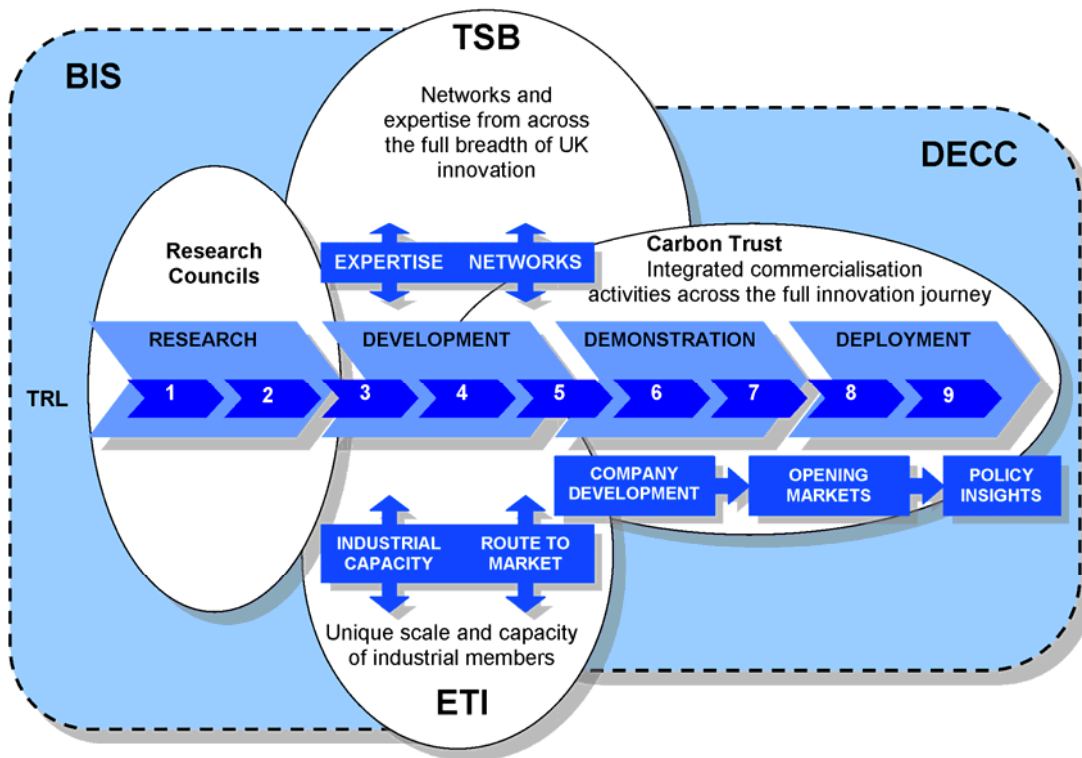 TSB
BIS
Networks and
expertise from across
the full breadth of UK
innovation
DECC
Research
Councils
EXPERTISE NETWORKS
Carbon Trust
Integrated commercialisation
activities across the full innovation journey
RESEARCH DEVELOPMENT DEMONSTRATION DEPLOYMENT
TRL 1 2 3 4 5 6 7 8 9
COMPANY
DEVELOPMENT
OPENING
MARKETS
POLICY
INSIGHTS
INDUSTRIAL
CAPACITY
ROUTE TO
MARKET
Unique scale and capacity
of industrial members
ETI